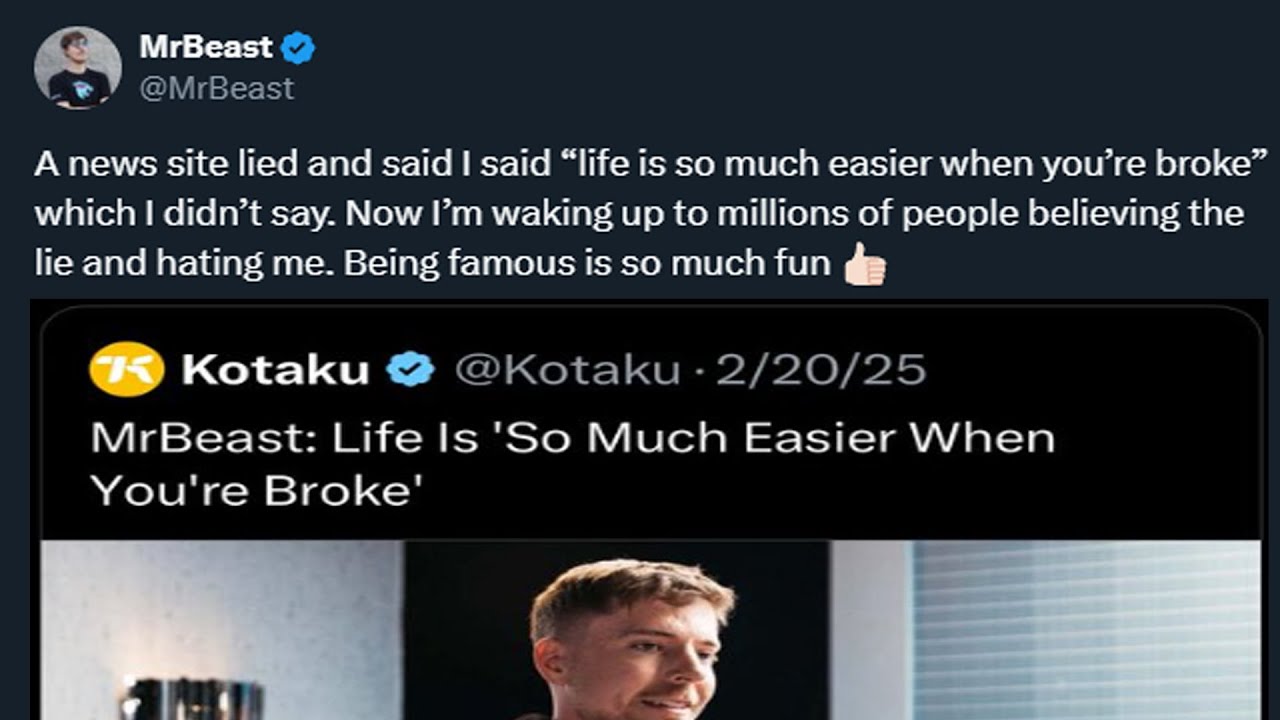 MrBeast
@MrBeast
A news site lied and said I said “life is so much easier when you’re broke”
which I didn’t say. Now I’m waking up to millions of people believing the
lie and hating me. Being famous is so much fun 👍🏻
Kotaku @Kotaku · 2/20/25
MrBeast: Life Is 'So Much Easier When
You're Broke'